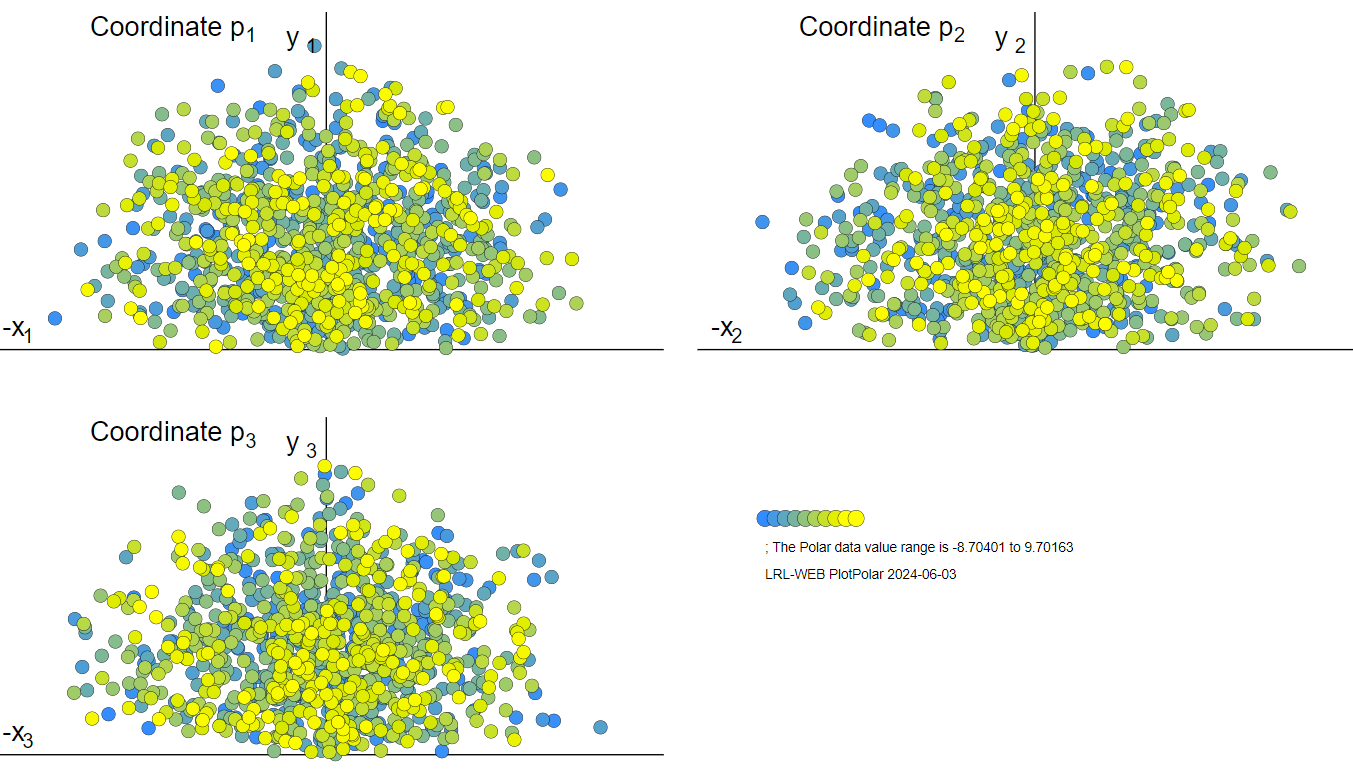 Coordinate p1
y 1
-x1
Coordinate p2
y 2
-x2
Coordinate p3
y 3
-x3
; The Polar data value range is -8.70401 to 9.70163
LRL-WEB PlotPolar 2024-06-03